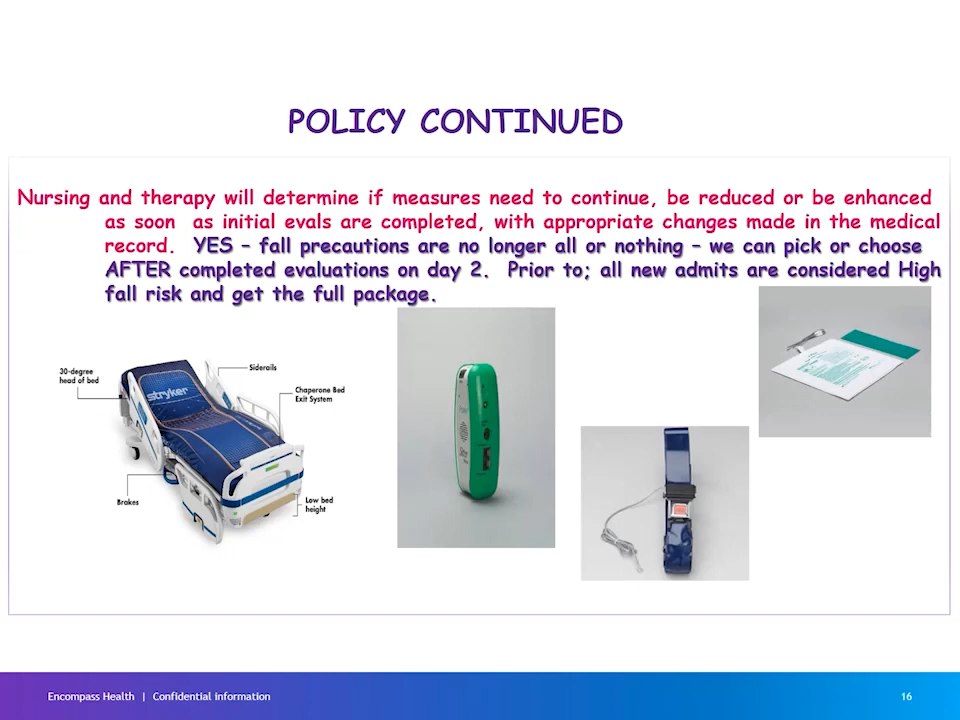 POLICY CONTINUED
Nursing and therapy will determine if measures need to continue, be reduced or be enhanced
as soon as initial evals are completed, with appropriate changes made in the medical
record. YES – fall precautions are no longer all or nothing – we can pick or choose
AFTER completed evaluations on day 2. Prior to; all new admits are considered High
fall risk and get the full package.
30-degree
head of bed
Siderails
stryker
Chaperone Bed
Exit System
Brakes
Low bed
height
Encompass Health | Confidential information
16